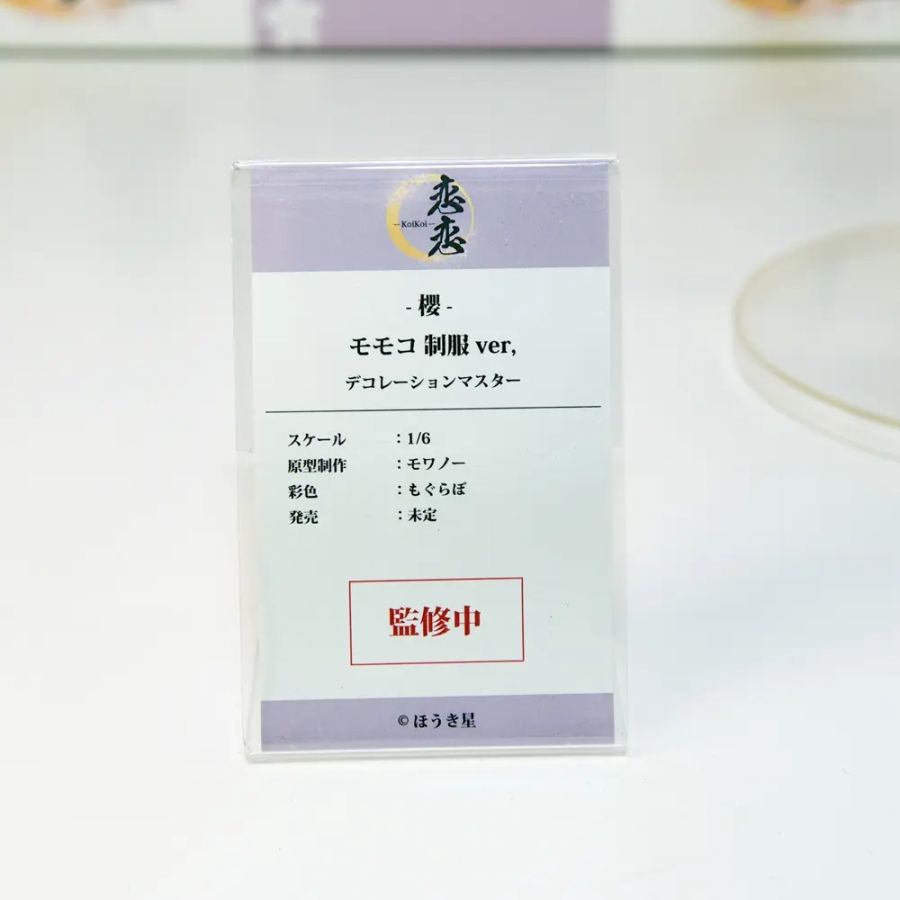 恋恋
—KoiKoi—
- 櫻 -
モモコ 制服 ver,
デコレーションマスター
スケール :1/6
原型制作 :モワノー
彩色 :もぐらぼ
発売 :未定
監修中
© ほうき星